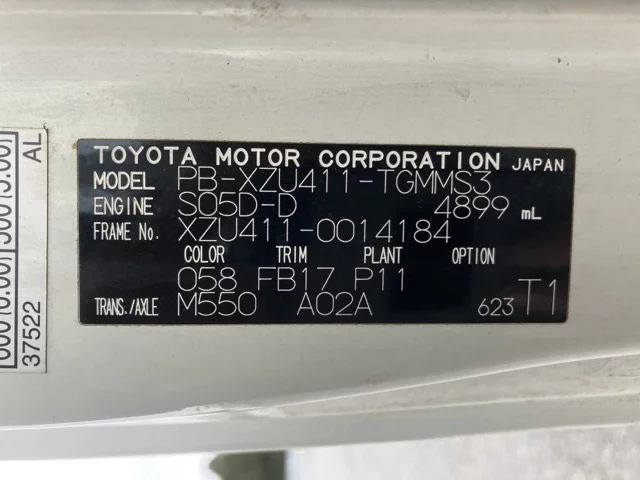 TOYOTA MOTOR CORPORATION JAPAN
MODEL PB-XZU411-TGMMS3
ENGINE S05D-D 4899 mL
FRAME No. XZU411-0014184
COLOR TRIM PLANT OPTION
058 FB17 P11
TRANS./AXLE M550 A02A 623 T1
AL
37522